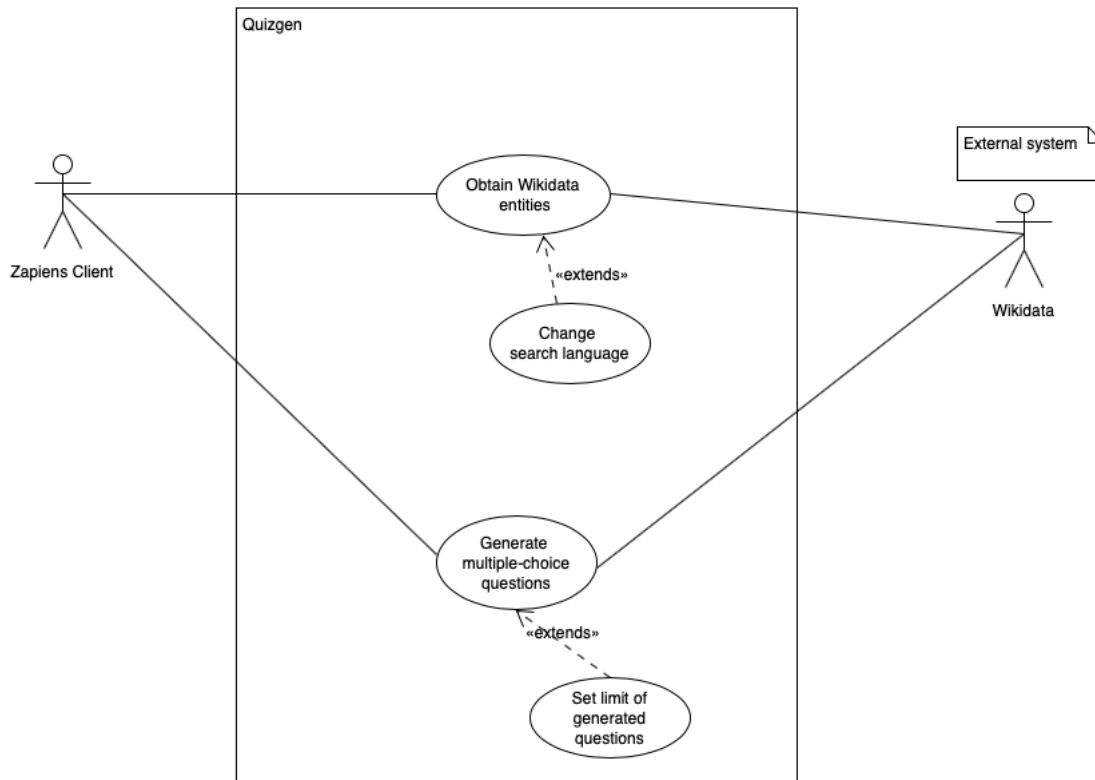 Quizgen
External system
Obtain Wikidata
entities
Zapiens Client
«extends»
Wikidata
Change
search language
Generate
multiple-choice
questions
«extends»
Set limit of
generated
questions